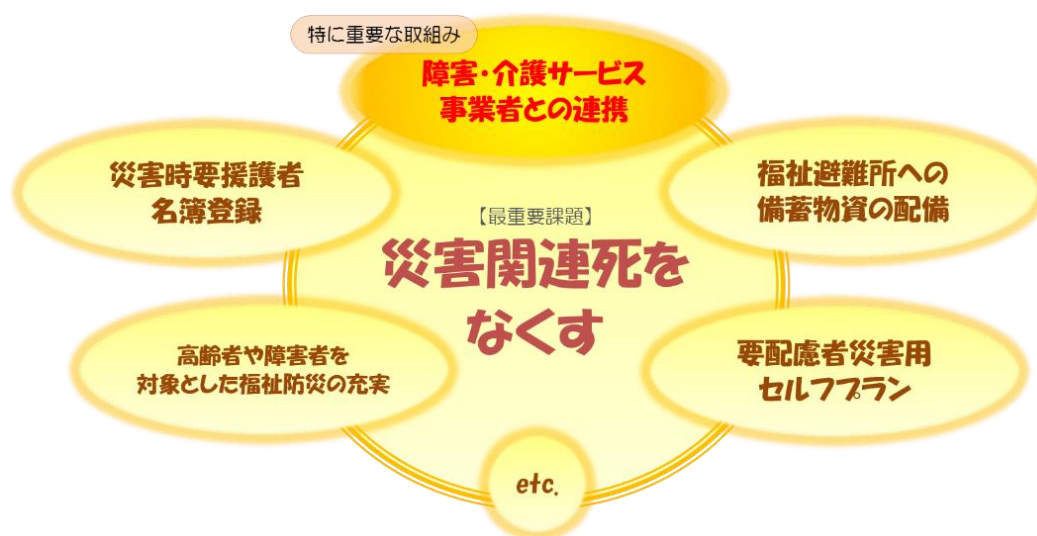 特に重要な取組み
障害・介護サービス
事業者との連携
災害時要援護者
名簿登録
福祉避難所への
備蓄物資の配備
【最重要課題】
災害関連死を
なくす
高齢者や障害者を
対象とした福祉防災の充実
要配慮者災害用
セルフプラン
etc.